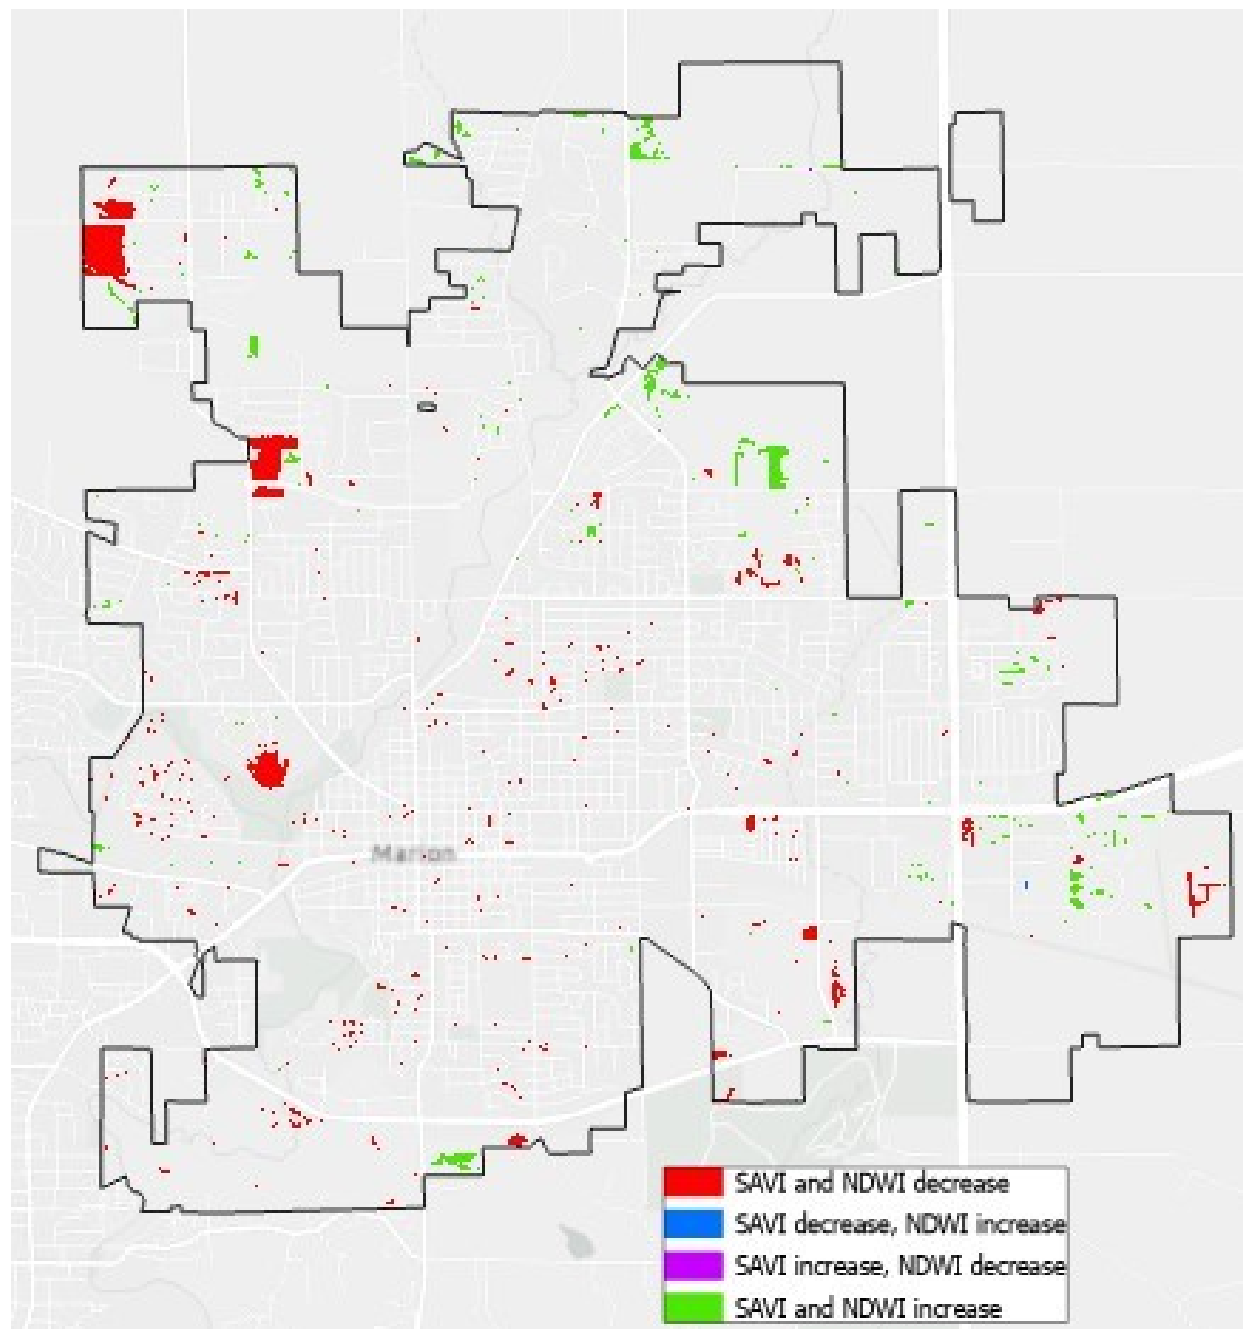 Marion
SAVI and NDWI decrease
SAVI decrease, NDWI increase
SAVI increase, NDWI decrease
SAVI and NDWI increase